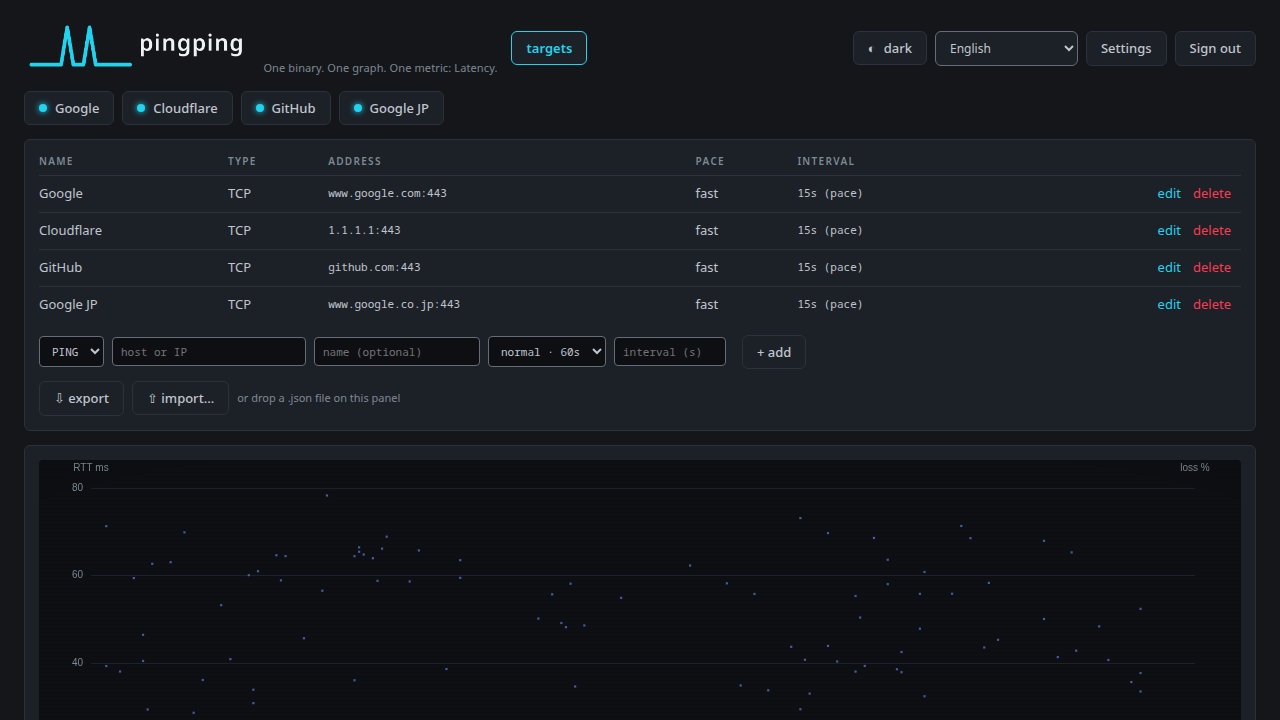 pingping
One binary. One graph. One metric: Latency.
targets
dark
English
Settings
Sign out
Google
Cloudflare
GitHub
Google JP
NAME TYPE ADDRESS PACE INTERVAL
Google TCP www.google.com:443 fast 15s (pace) edit delete
Cloudflare TCP 1.1.1.1:443 fast 15s (pace) edit delete
GitHub TCP github.com:443 fast 15s (pace) edit delete
Google JP TCP www.google.co.jp:443 fast 15s (pace) edit delete
PING host or IP name (optional) normal · 60s interval (s) + add
⇩ export ⇧ import... or drop a .json file on this panel
RTT ms loss %
80
60
40